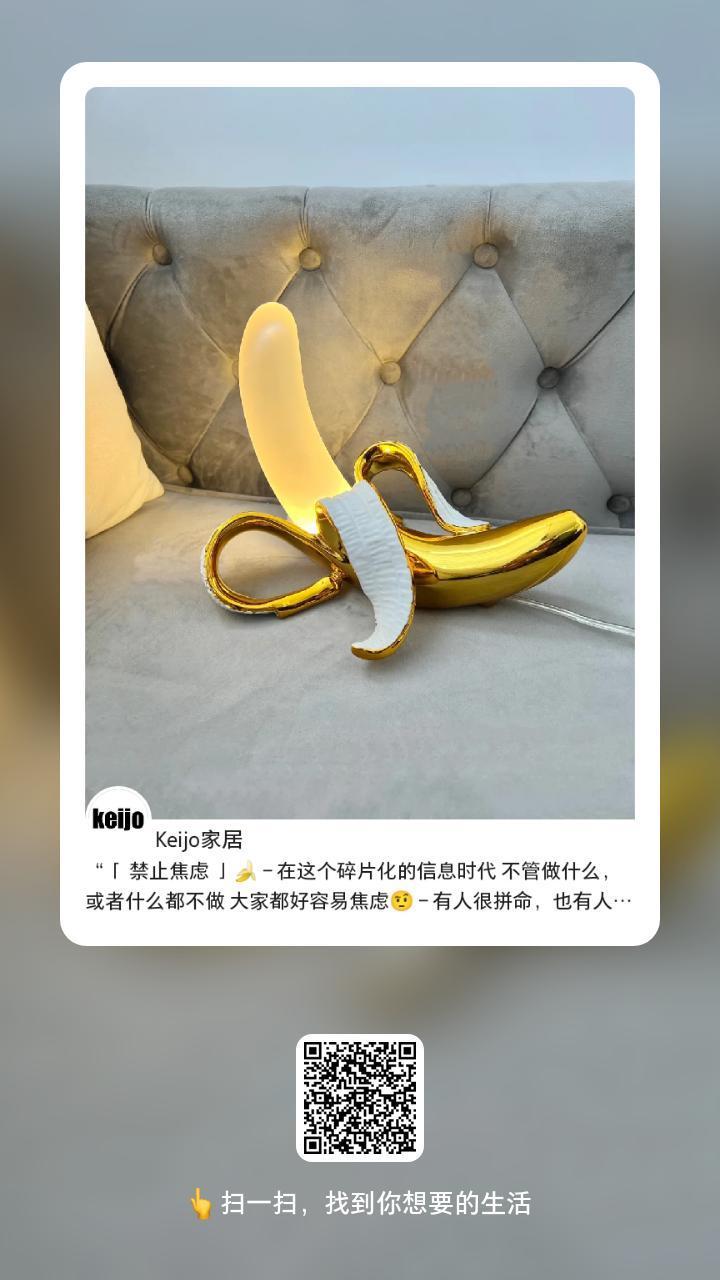 keijo
Keijo家居
“「 禁止焦虑 」🍌 – 在这个碎片化的信息时代 不管做什么，
或者什么都不做 大家都好容易焦虑🤨 – 有人很拼命，也有人…
👆 扫一扫，找到你想要的生活